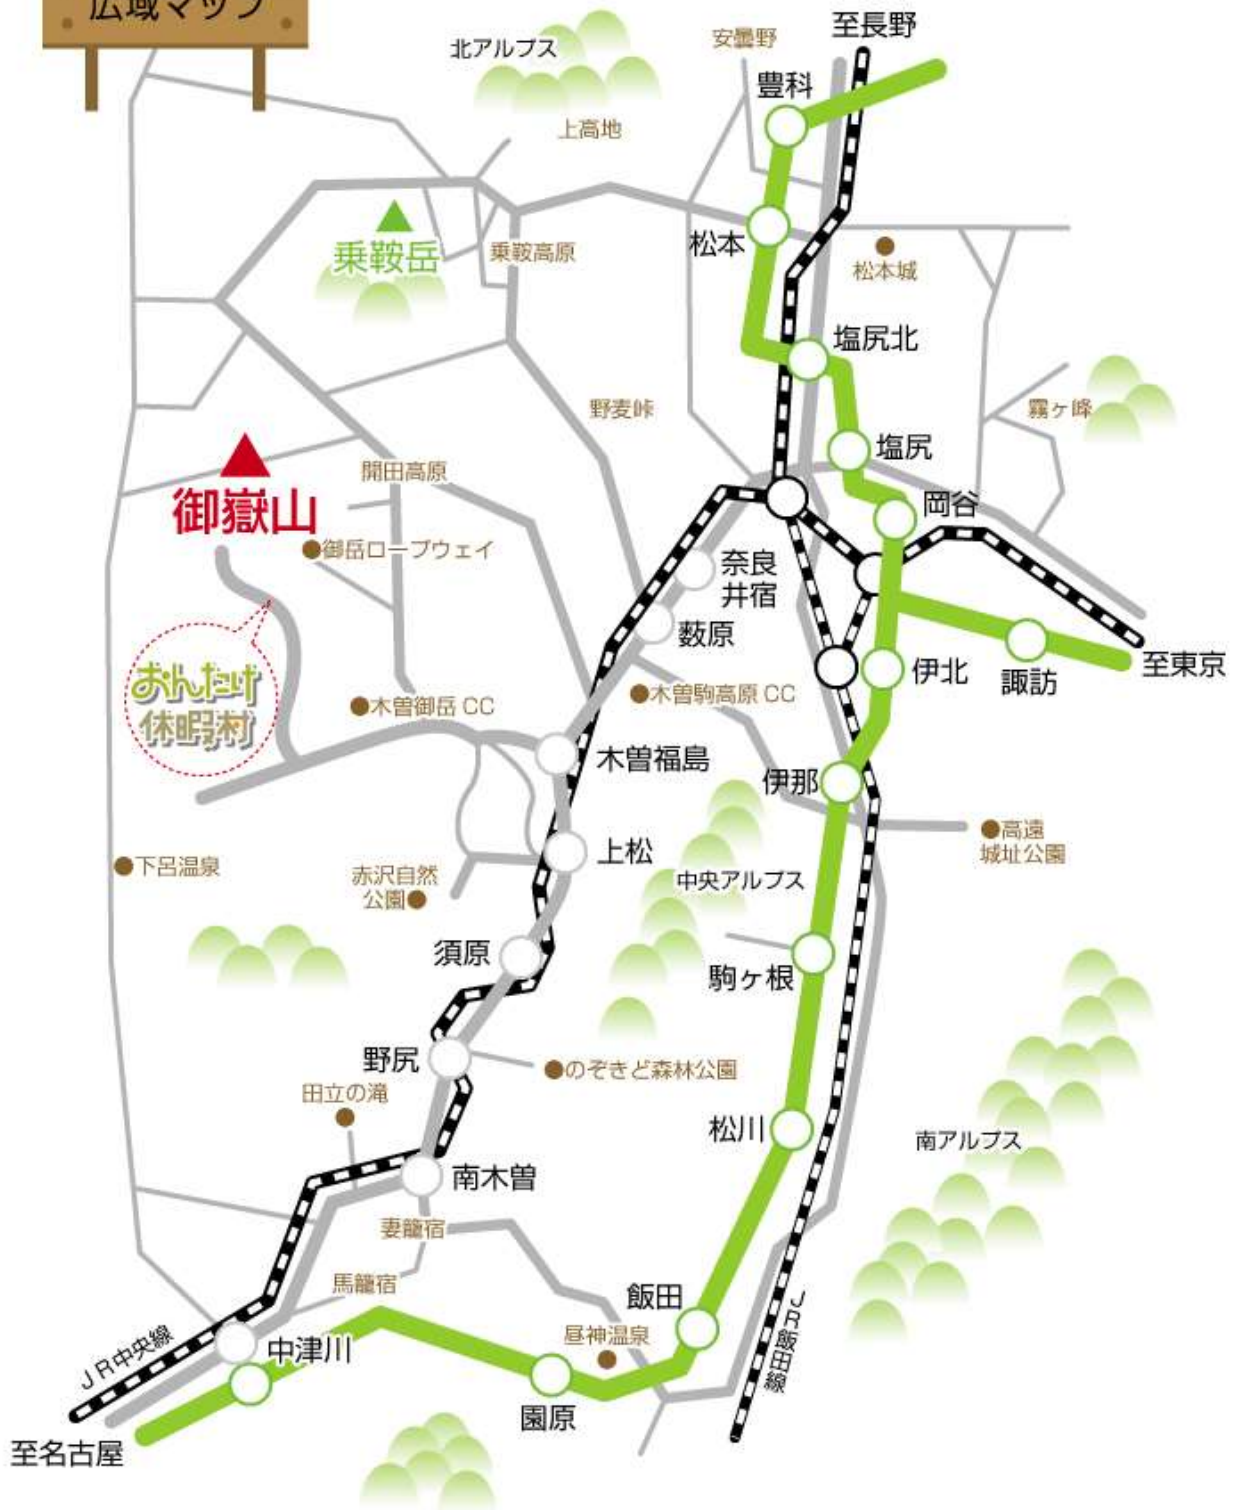 広域マップ
北アルプス
安曇野
至長野
豊科
上高地
松本
乗鞍岳
乗鞍高原
松本城
塩尻北
野麦峠
霧ヶ峰
塩尻
開田高原
御嶽山
岡谷
御岳ロープウェイ
奈良
井宿
薮原
伊北
諏訪
至東京
おんたけ
休暇村
木曽御岳 CC
木曽駒高原 CC
木曽福島
伊那
高遠
城址公園
上松
下呂温泉
赤沢自然
公園
中央アルプス
須原
駒ヶ根
野尻
のぞきど森林公園
田立の滝
松川
南アルプス
南木曽
妻籠宿
馬籠宿
飯田
昼神温泉
JR飯田線
JR中央線
中津川
園原
至名古屋